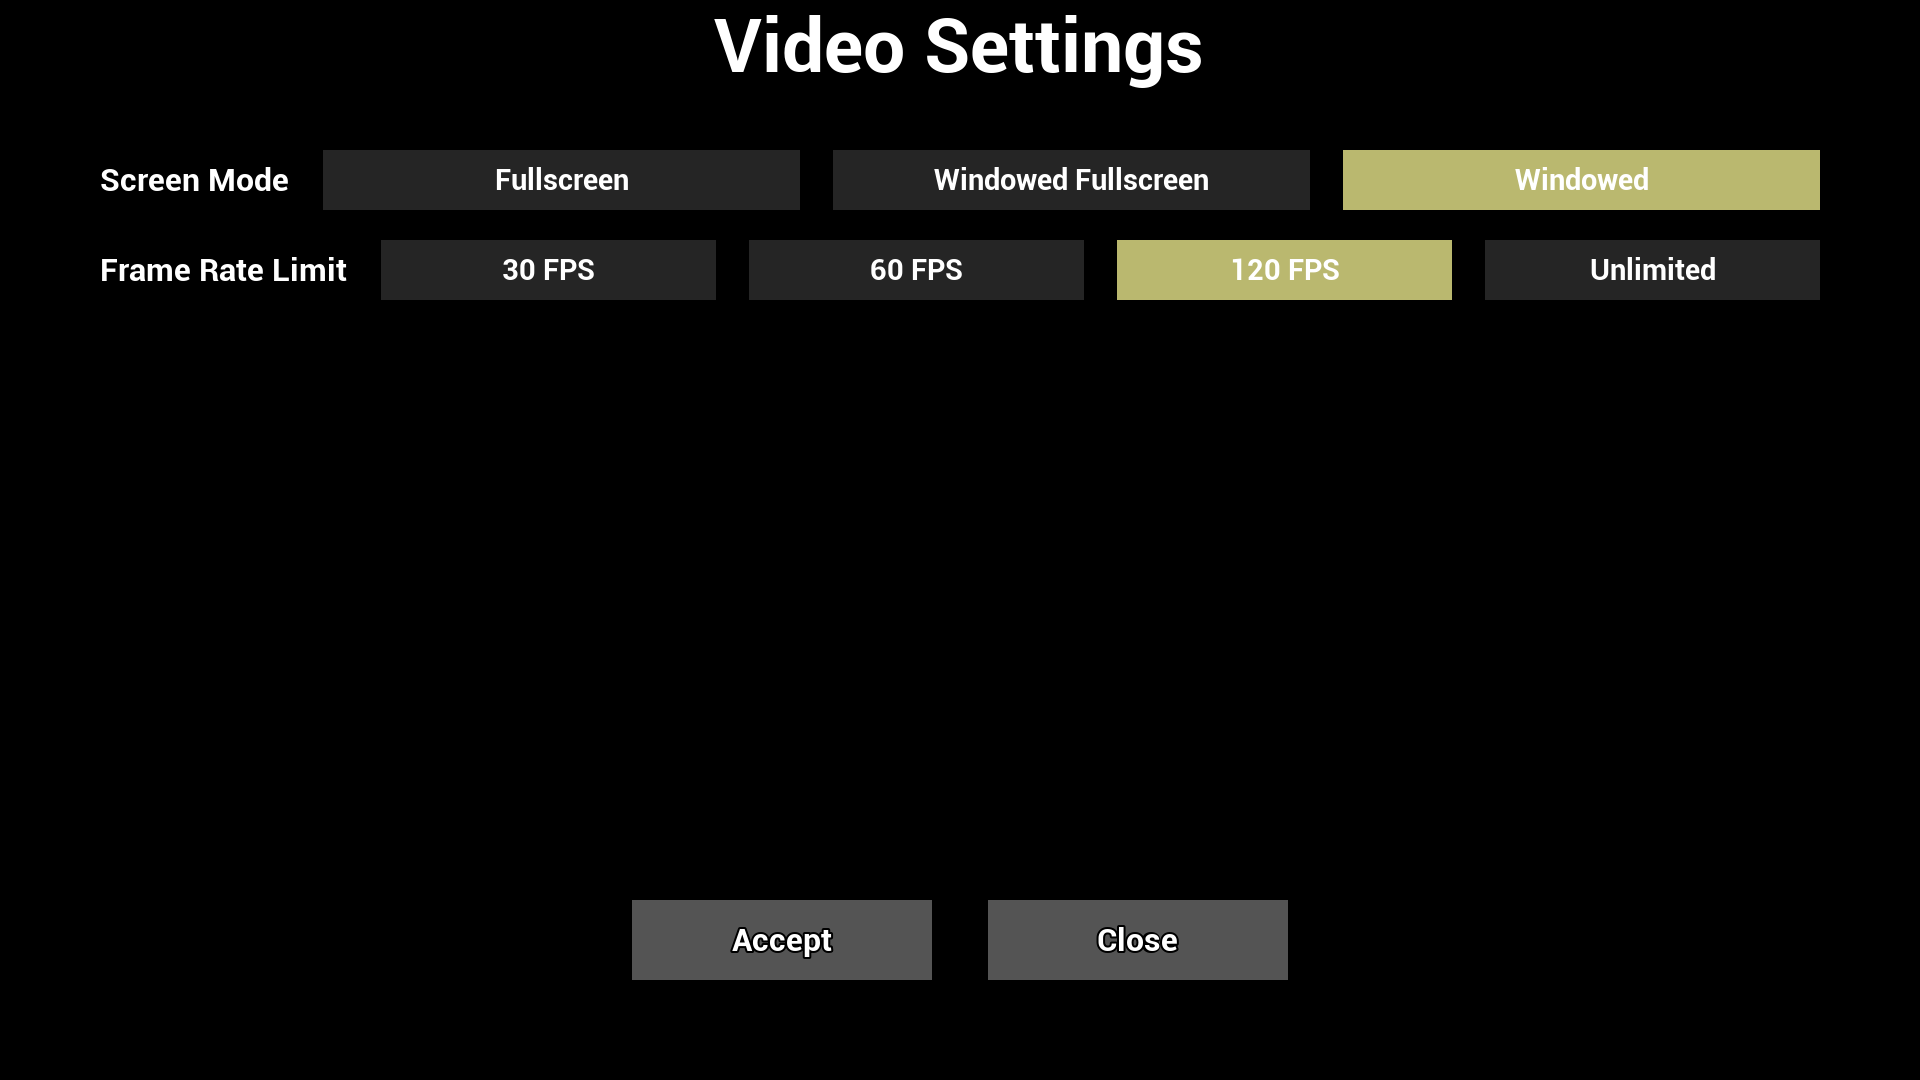 Video Settings
Screen Mode Fullscreen Windowed Fullscreen Windowed
Frame Rate Limit 30 FPS 60 FPS 120 FPS Unlimited
Accept Close